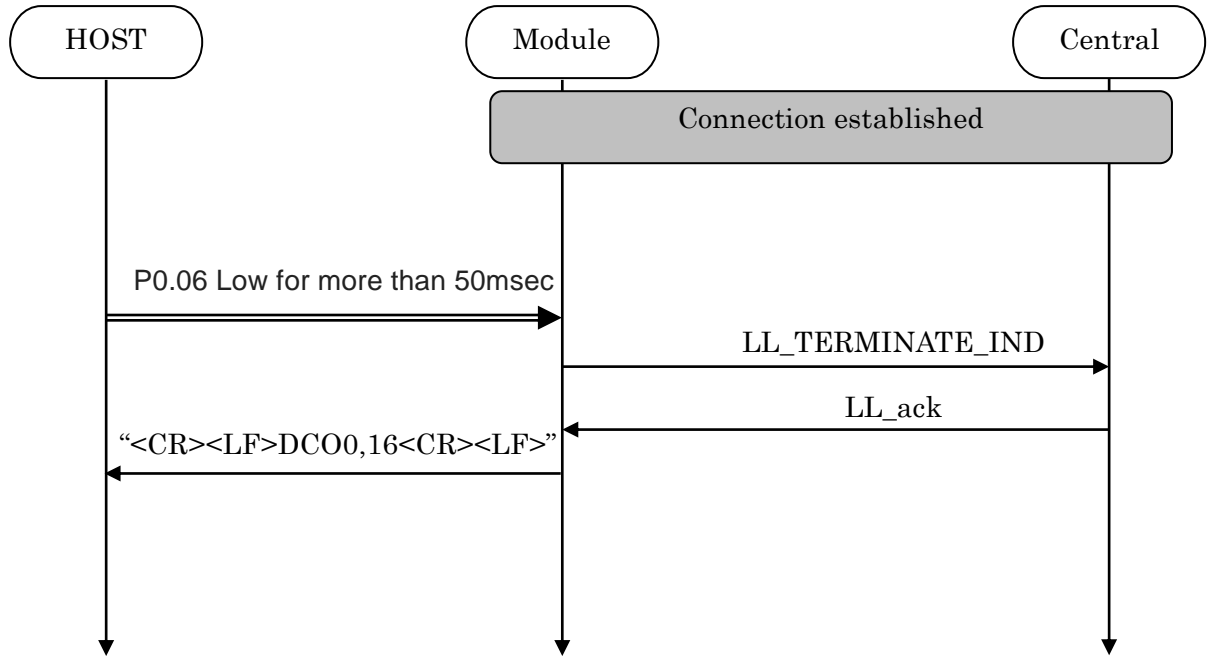 HOST
Module
Central
Connection established
P0.06 Low for more than 50msec
LL_TERMINATE_IND
LL_ack
“<CR><LF>DCO0,16<CR><LF>”